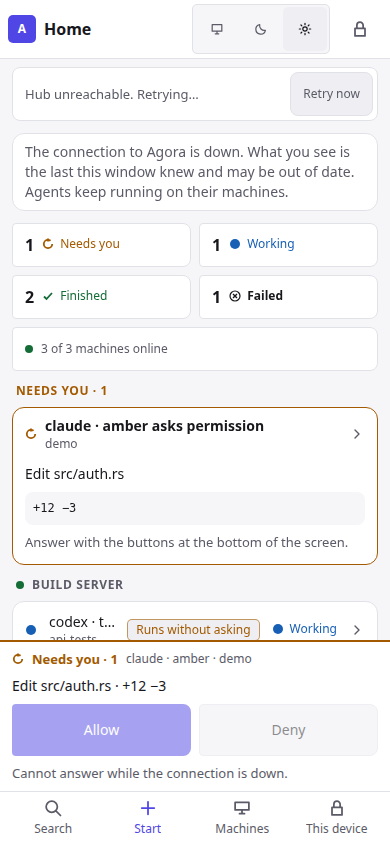 A Home
Hub unreachable. Retrying... Retry now
The connection to Agora is down. What you see is
the last this window knew and may be out of date.
Agents keep running on their machines.
1 Needs you
1 Working
2 Finished
1 Failed
3 of 3 machines online
NEEDS YOU · 1
claude · amber asks permission
demo
Edit src/auth.rs
+12 −3
Answer with the buttons at the bottom of the screen.
BUILD SERVER
codex · t... Runs without asking Working
api-tests
Needs you · 1 claude · amber · demo
Edit src/auth.rs · +12 −3
Allow Deny
Cannot answer while the connection is down.
Search Start Machines This device